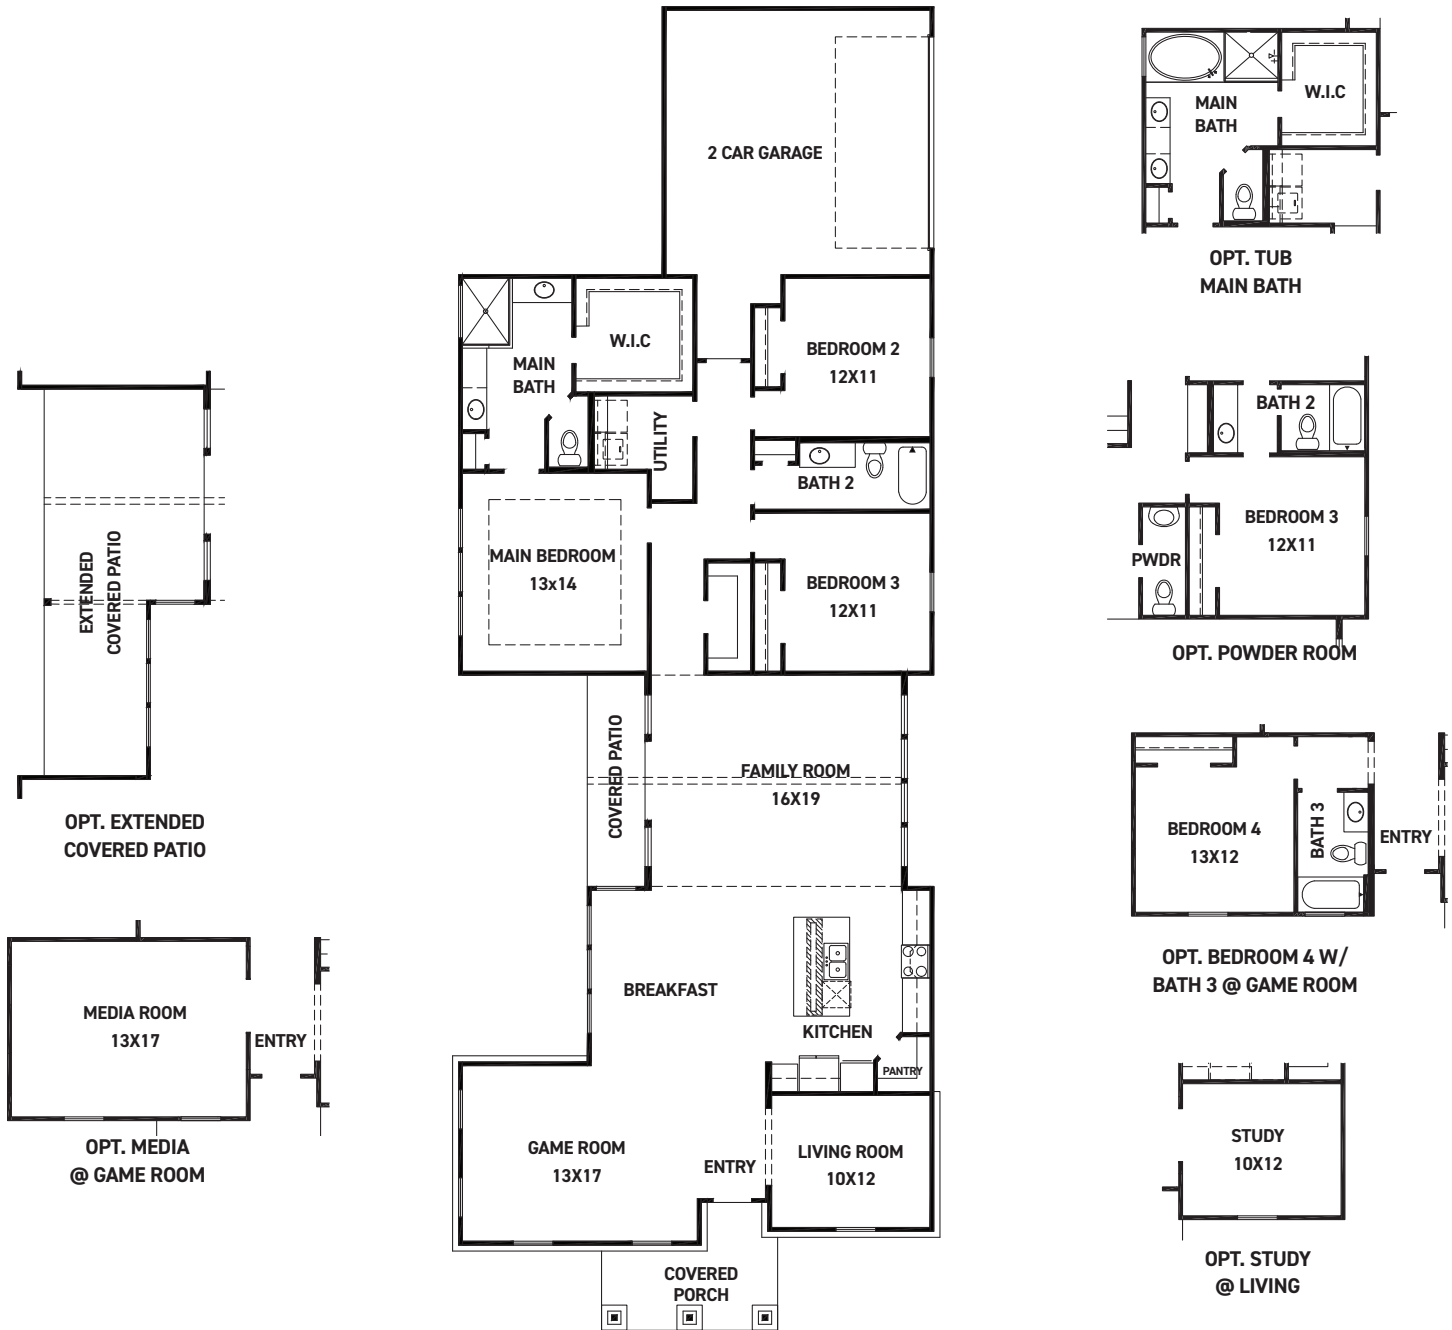 2 CAR GARAGE
W.I.C
MAIN
BATH
BEDROOM 2
12X11
UTILITY
BATH 2
MAIN BEDROOM
13x14
BEDROOM 3
12X11
COVERED PATIO
FAMILY ROOM
16X19
BREAKFAST
KITCHEN
PANTRY
GAME ROOM
13X17
ENTRY
LIVING ROOM
10X12
COVERED
PORCH
EXTENDED
COVERED PATIO
OPT. EXTENDED
COVERED PATIO
MEDIA ROOM
13X17
ENTRY
OPT. MEDIA
@ GAME ROOM
MAIN
BATH
W.I.C
OPT. TUB
MAIN BATH
BATH 2
BEDROOM 3
12X11
PWDR
OPT. POWDER ROOM
BEDROOM 4
13X12
BATH 3
ENTRY
OPT. BEDROOM 4 W/
BATH 3 @ GAME ROOM
STUDY
10X12
OPT. STUDY
@ LIVING